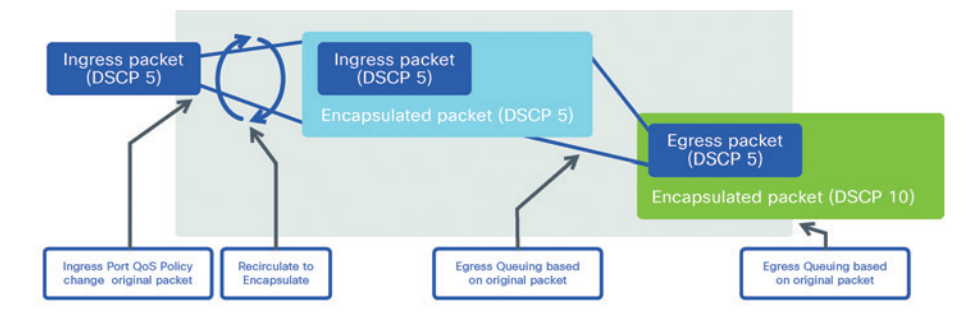 Ingress packet
(DSCP 5)
Ingress packet
(DSCP 5)
Encapsulated packet (DSCP 5)
Egress packet
(DSCP 5)
Encapsulated packet (DSCP 10)
Ingress Port QoS Policy
change original packet
Recirculate to
Encapsulate
Egress Queuing based
on original packet
Egress Queuing based
on original packet